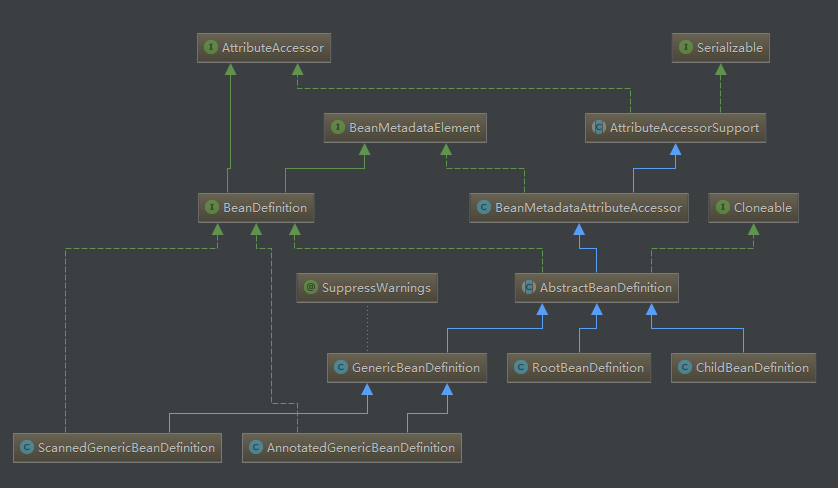 I AttributeAccessor
I Serializable
I BeanMetadataElement
C AttributeAccessorSupport
I BeanDefinition
C BeanMetadataAttributeAccessor
I Cloneable
@ SuppressWarnings
C AbstractBeanDefinition
C GenericBeanDefinition
C RootBeanDefinition
C ChildBeanDefinition
C ScannedGenericBeanDefinition
C AnnotatedGenericBeanDefinition